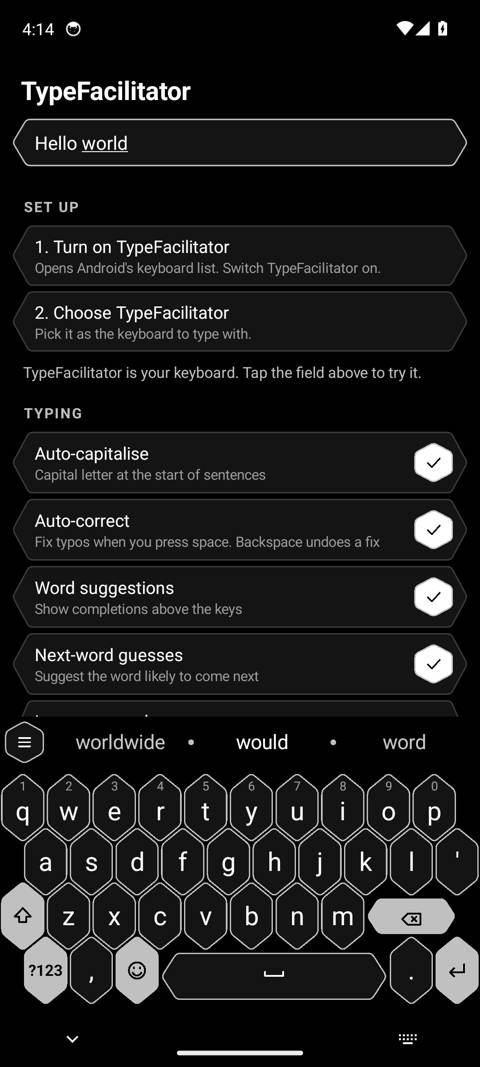 4:14
TypeFacilitator
Hello world
SET UP
1. Turn on TypeFacilitator
Opens Android's keyboard list. Switch TypeFacilitator on.
2. Choose TypeFacilitator
Pick it as the keyboard to type with.
TypeFacilitator is your keyboard. Tap the field above to try it.
TYPING
Auto-capitalise
Capital letter at the start of sentences
Auto-correct
Fix typos when you press space. Backspace undoes a fix
Word suggestions
Show completions above the keys
Next-word guesses
Suggest the word likely to come next
worldwide • would • word
1 2 3 4 5 6 7 8 9 0
q w e r t y u i o p
a s d f g h j k l '
z x c v b n m
?123 , .